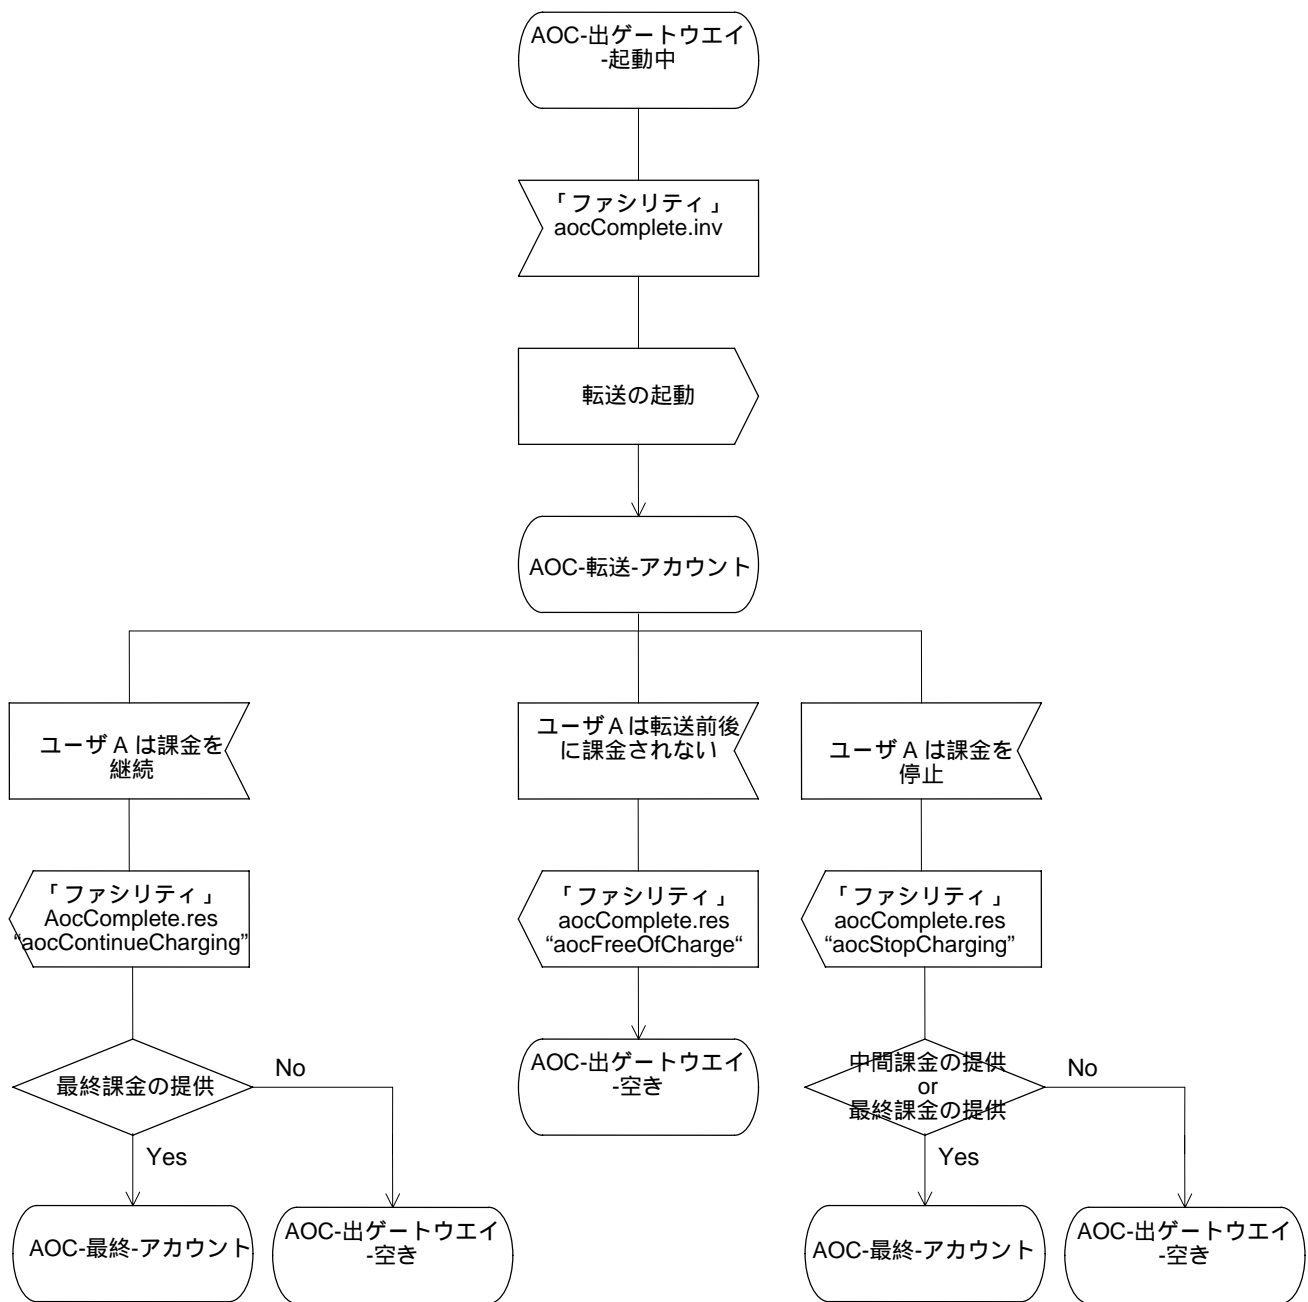 AOC-出ゲートウエイ
-起動中
「ファシリティ」
aocComplete.inv
転送の起動
AOC-転送-アカウント
ユーザ A は課金を
継続
ユーザ A は転送前後
に課金されない
ユーザ A は課金を
停止
「ファシリティ」
AocComplete.res
“aocContinueCharging”
「ファシリティ」
aocComplete.res
“aocFreeOfCharge“
「ファシリティ」
aocComplete.res
“aocStopCharging”
最終課金の提供
No
Yes
AOC-出ゲートウエイ
-空き
中間課金の提供
or
最終課金の提供
No
Yes
AOC-最終-アカウント
AOC-出ゲートウエイ
-空き
AOC-最終-アカウント
AOC-出ゲートウエイ
-空き